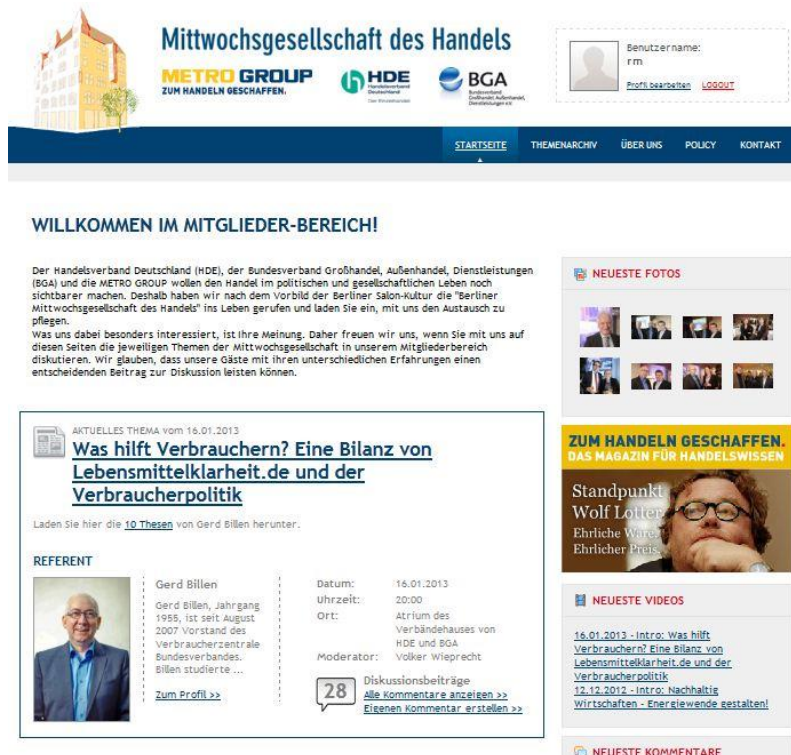 Mittwochsgesellschaft des Handels
METRO GROUP
ZUM HANDELN GESCHAFFEN.
HDE
Handelsverband
Deutschland
Der Einzelhandel
BGA
Bundesverband
Großhandel, Außenhandel,
Dienstleistungen e.V.
Benutzername:
rm
Profil bearbeiten LOGOUT
STARTSEITE THEMENARCHIV ÜBER UNS POLICY KONTAKT
WILLKOMMEN IM MITGLIEDER-BEREICH!
Der Handelsverband Deutschland (HDE), der Bundesverband Großhandel, Außenhandel, Dienstleistungen
(BGA) und die METRO GROUP wollen den Handel im politischen und gesellschaftlichen Leben noch
sichtbarer machen. Deshalb haben wir nach dem Vorbild der Berliner Salon-Kultur die "Berliner
Mittwochsgesellschaft des Handels" ins Leben gerufen und laden Sie ein, mit uns den Austausch zu
pflegen.
Was uns dabei besonders interessiert, ist Ihre Meinung. Daher freuen wir uns, wenn Sie mit uns auf
diesen Seiten die jeweiligen Themen der Mittwochsgesellschaft in unserem Mitgliederbereich
diskutieren. Wir glauben, dass unsere Gäste mit ihren unterschiedlichen Erfahrungen einen
entscheidenden Beitrag zur Diskussion leisten können.
AKTUELLES THEMA vom 16.01.2013
Was hilft Verbrauchern? Eine Bilanz von
Lebensmittelklarheit.de und der
Verbraucherpolitik
Laden Sie hier die 10 Thesen von Gerd Billen herunter.
REFERENT
Gerd Billen
Gerd Billen, Jahrgang
1955, ist seit August
2007 Vorstand des
Verbraucherzentrale
Bundesverbandes.
Billen studierte ...
Zum Profil >>
Datum: 16.01.2013
Uhrzeit: 20:00
Ort: Atrium des
Verbändehauses von
HDE und BGA
Moderator: Volker Wieprecht
28 Diskussionsbeiträge
Alle Kommentare anzeigen >>
Eigenen Kommentar erstellen >>
NEUESTE FOTOS
ZUM HANDELN GESCHAFFEN.
DAS MAGAZIN FÜR HANDELSWISSEN
Standpunkt
Wolf Lotter
Ehrliche Ware.
Ehrlicher Preis.
NEUESTE VIDEOS
16.01.2013 - Intro: Was hilft
Verbrauchern? Eine Bilanz von
Lebensmittelklarheit.de und der
Verbraucherpolitik
12.12.2012 - Intro: Nachhaltig
Wirtschaften - Energiewende gestalten!
NEUESTE KOMMENTARE